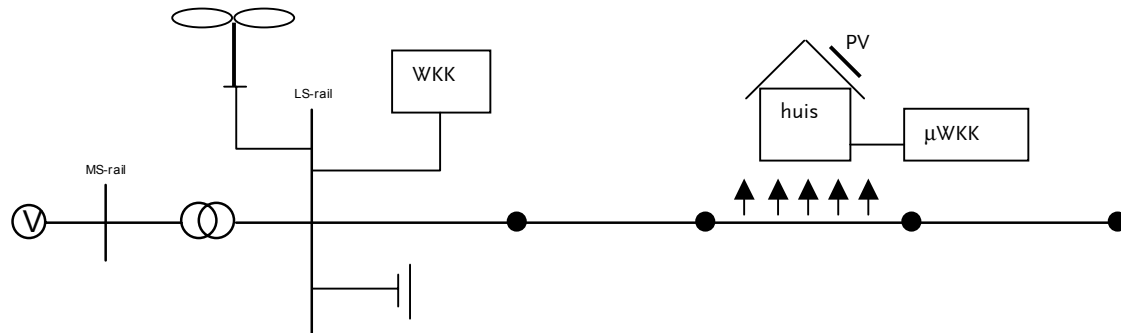 PV
WKK
LS-rail
huis
μWKK
MS-rail
V